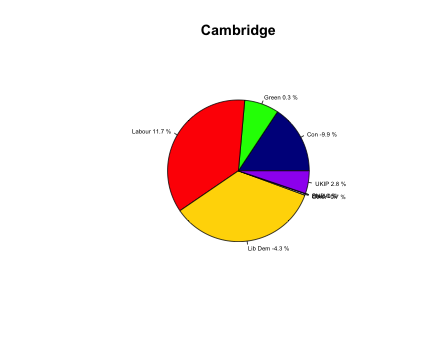 Cambridge
Green 0.3 %
Labour 11.7 %
Con -9.9 %
UKIP 2.8 %
Lib Dem -4.3 %